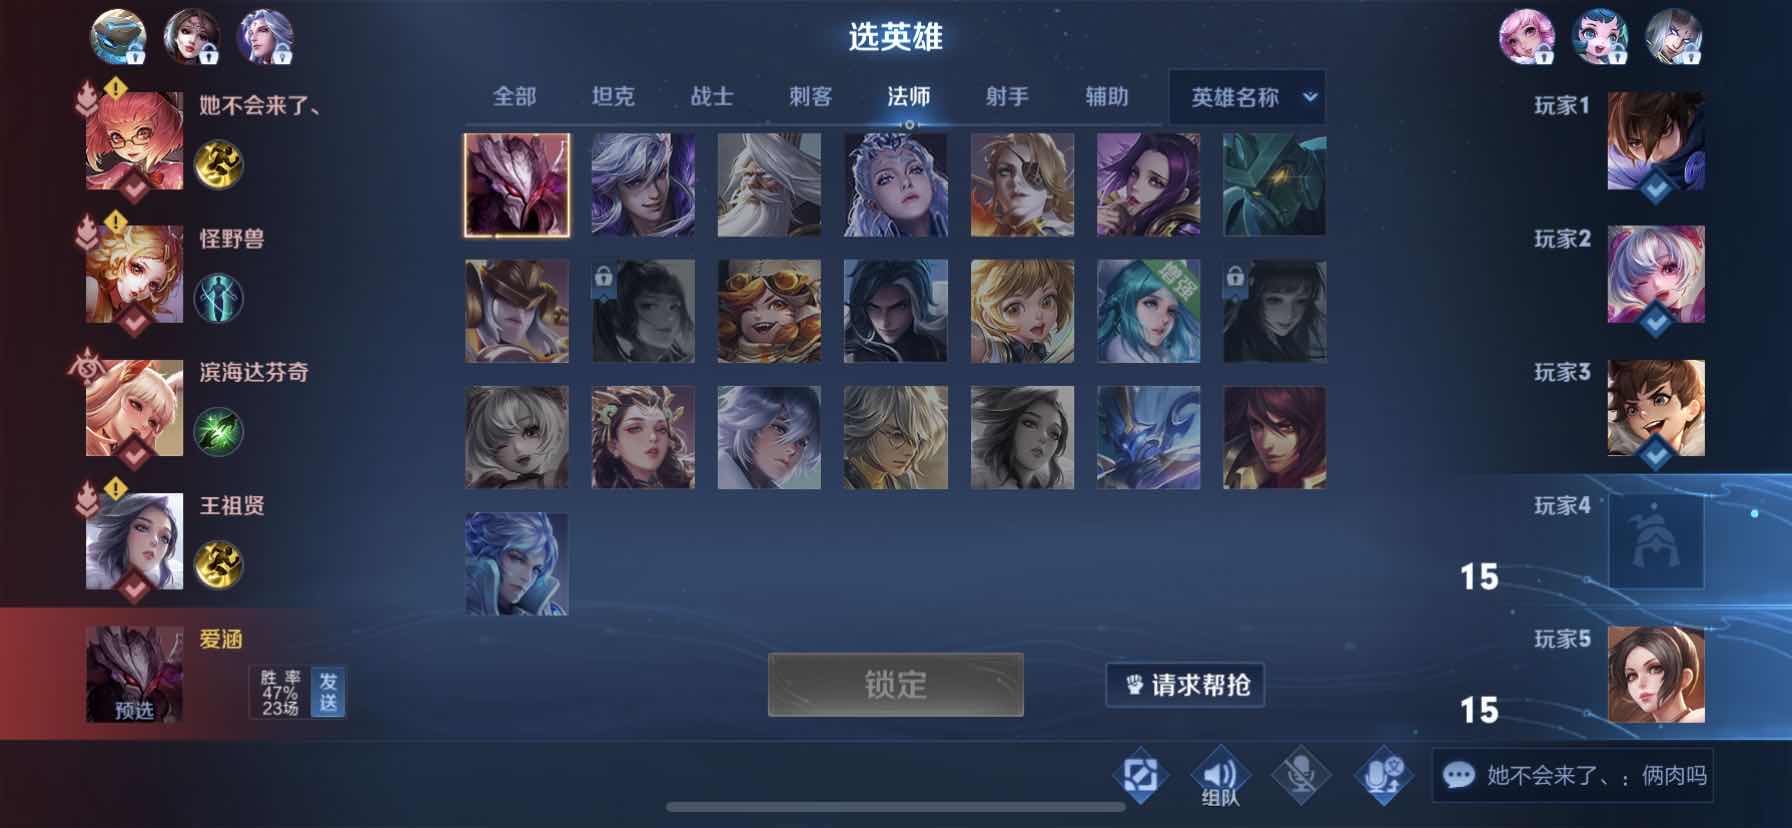 选英雄
全部 坦克 战士 刺客 法师 射手 辅助 英雄名称
她不会来了、
怪野兽
滨海达芬奇
王祖贤
爱涵
预选
胜 率
47%
23场
发
送
增强
玩家1
玩家2
玩家3
玩家4
15
玩家5
15
锁定
请求帮抢
组队
文
她不会来了、：俩肉吗